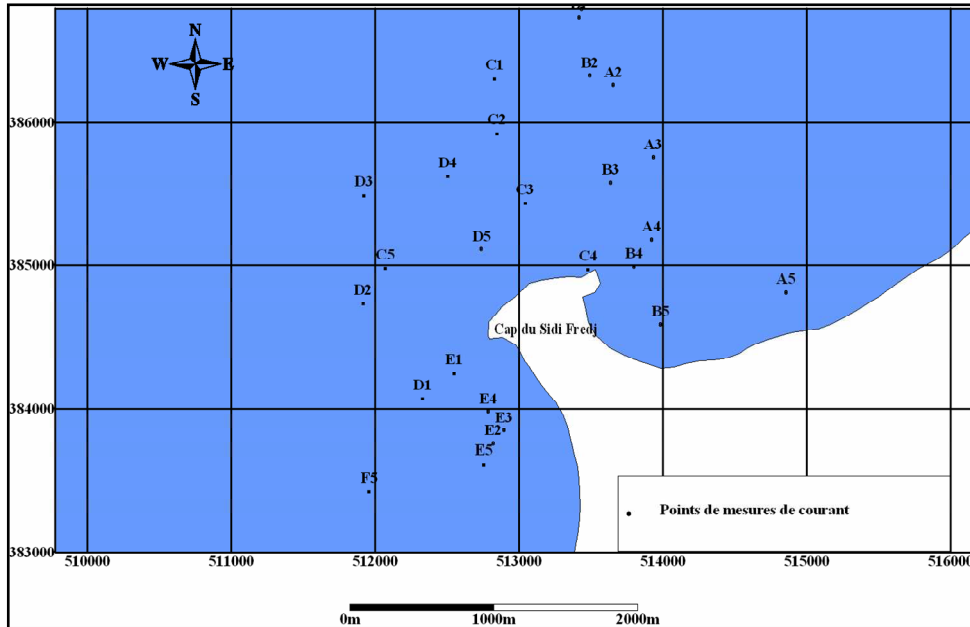 N
W E
S
C1
B2
A2
386000
C2
A3
D4
B3
D3
C3
A4
D5
B4
C5
C4
385000
A5
D2
B5
Cap du Sidi Fredj
E1
D1
E4
384000
E3
E2
E5
F5
Points de mesures de courant
383000
510000 511000 512000 513000 514000 515000 516000
0m 1000m 2000m